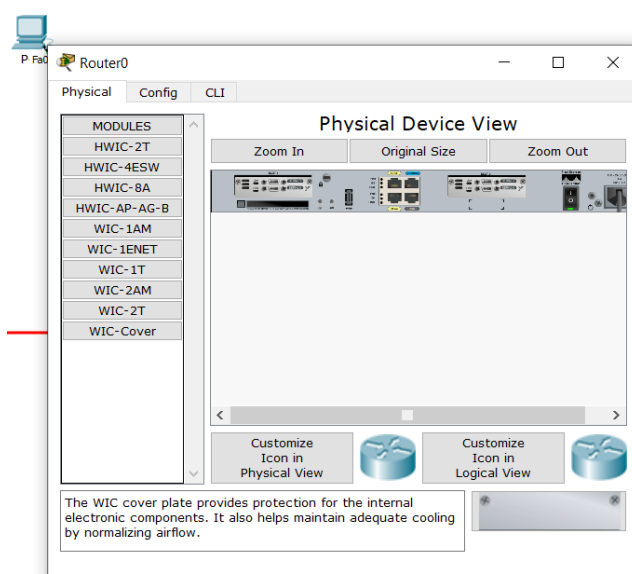 P Fa0
Router0
Physical
Config
CLI
MODULES
HWIC-2T
HWIC-4ESW
HWIC-8A
HWIC-AP-AG-B
WIC-1AM
WIC-1ENET
WIC-1T
WIC-2AM
WIC-2T
WIC-Cover
Physical Device View
Zoom In
Original Size
Zoom Out
Customize
Icon in
Physical View
Customize
Icon in
Logical View
The WIC cover plate provides protection for the internal
electronic components. It also helps maintain adequate cooling
by normalizing airflow.